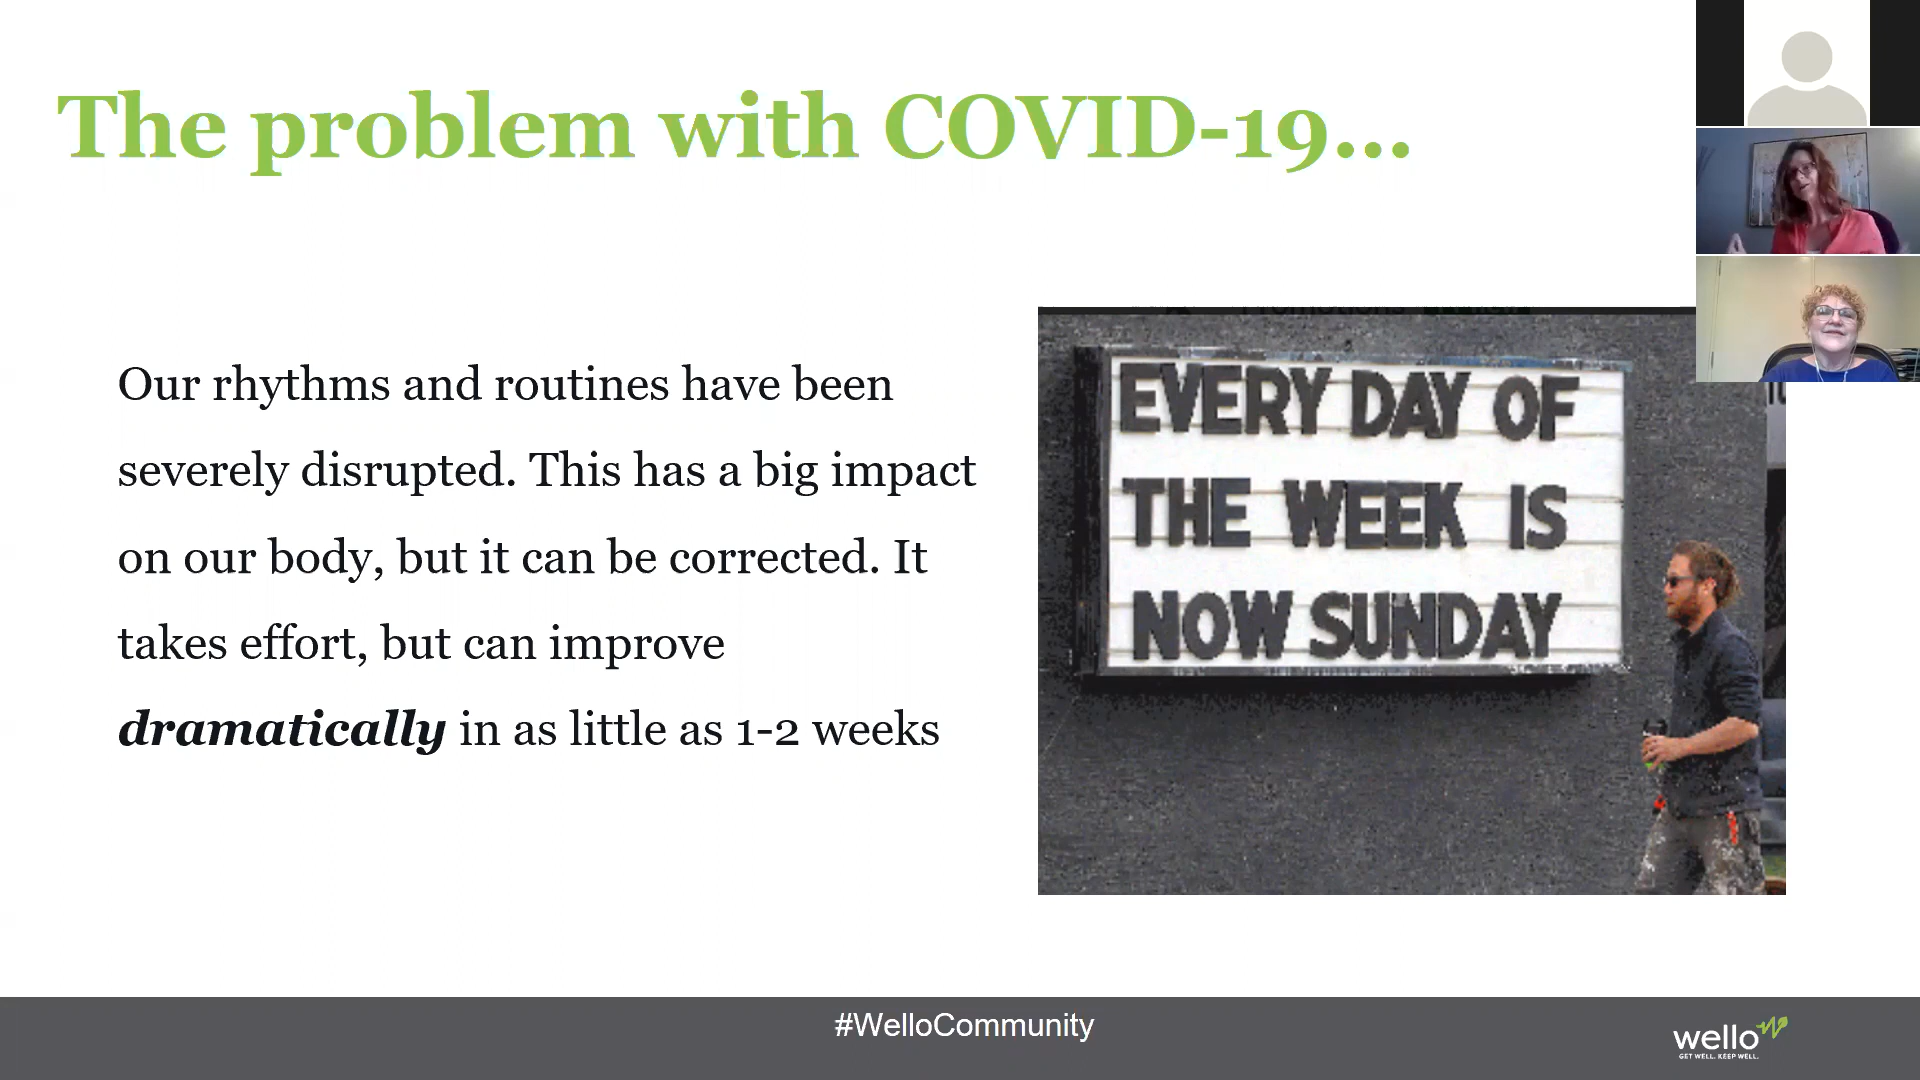 The problem with COVID-19...
Our rhythms and routines have been
severely disrupted. This has a big impact
on our body, but it can be corrected. It
takes effort, but can improve
dramatically in as little as 1-2 weeks
EVERY DAY OF
THE WEEK IS
NOW SUNDAY
#WelloCommunity
wello
GET WELL. KEEP WELL.